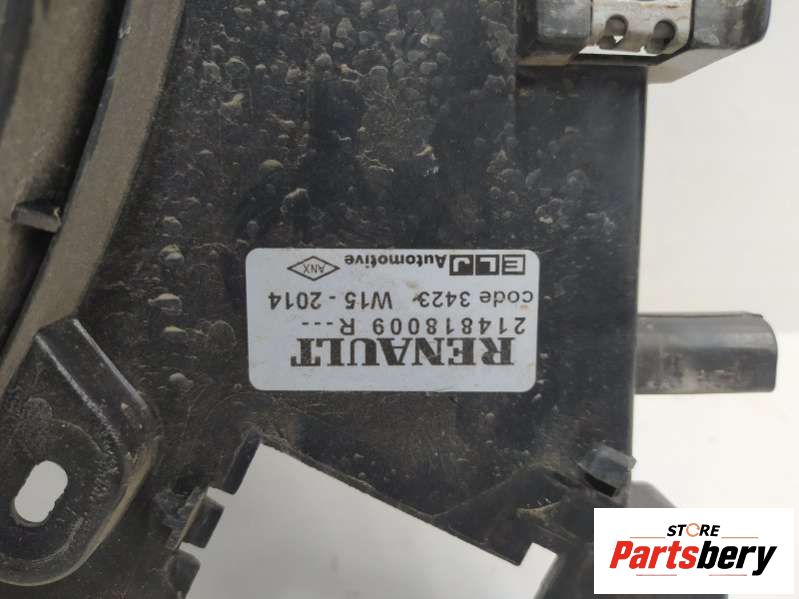 RENAULT
214818009 R---
code 3423 W15 - 2014
ELJ Automotive ANX
STORE
Partsbery